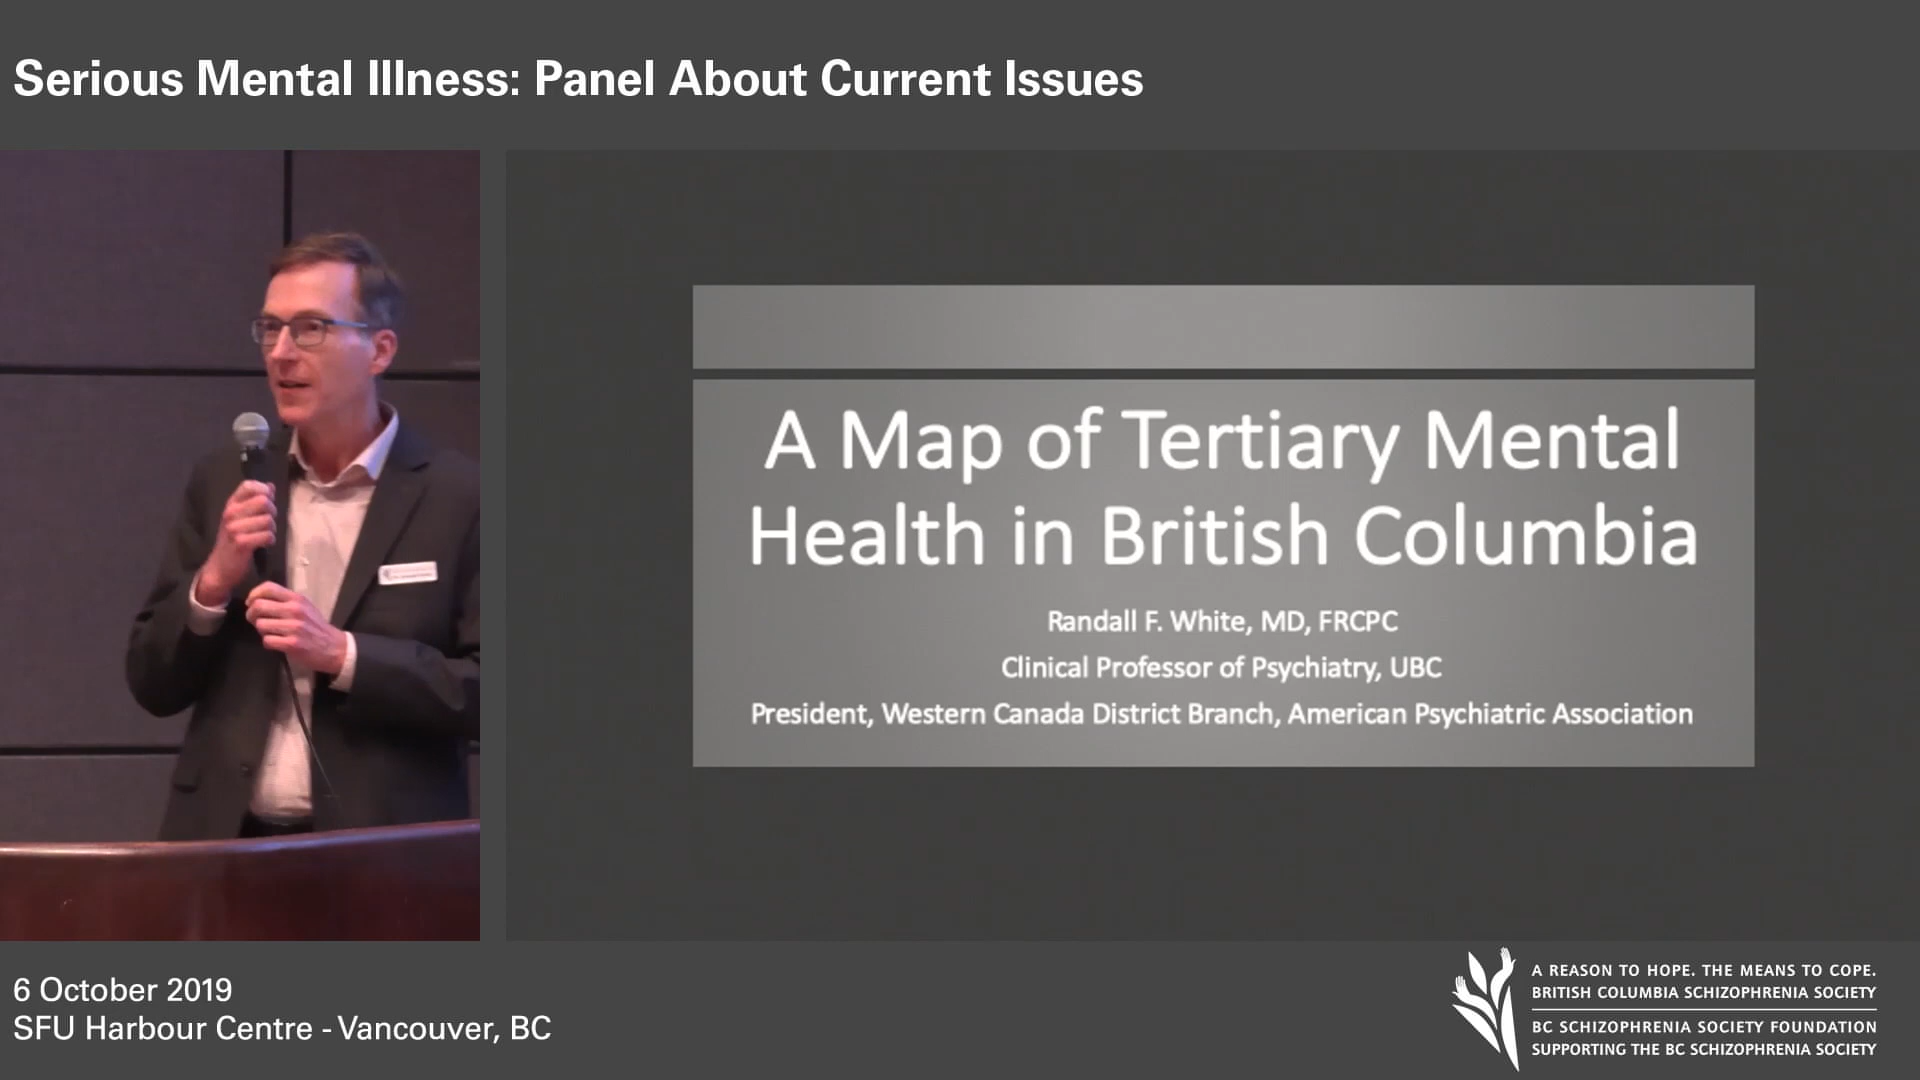 Serious Mental Illness: Panel About Current Issues
A Map of Tertiary Mental
Health in British Columbia
Randall F. White, MD, FRCPC
Clinical Professor of Psychiatry, UBC
President, Western Canada District Branch, American Psychiatric Association
6 October 2019
SFU Harbour Centre - Vancouver, BC
A REASON TO HOPE. THE MEANS TO COPE.
BRITISH COLUMBIA SCHIZOPHRENIA SOCIETY
BC SCHIZOPHRENIA SOCIETY FOUNDATION
SUPPORTING THE BC SCHIZOPHRENIA SOCIETY